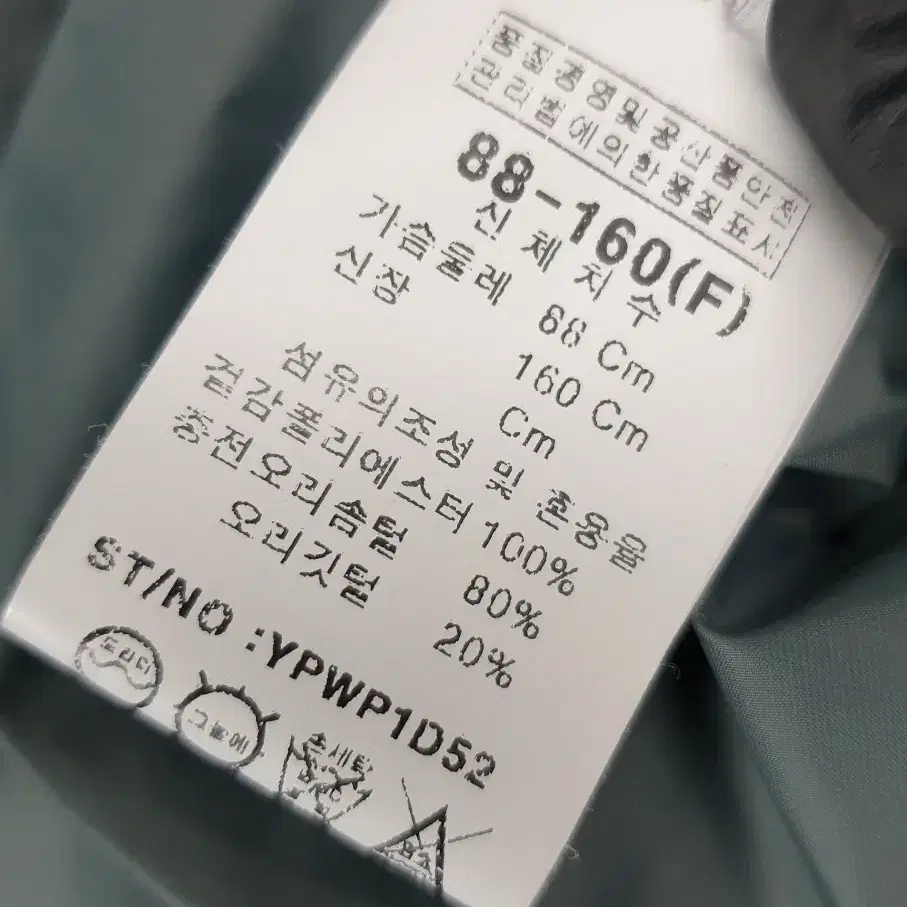 품질경영및공산품안전
관리법에의한품질표시
88-160(F)
신 체 치 수
가슴둘레 88 Cm
신장 160 Cm
Cm
섬유의조성 및 혼용율
겉감폴리에스터 100%
충전오리솜털 80%
오리깃털 20%
ST/NO :YPWP1D52
드라이
그늘에
손세탁